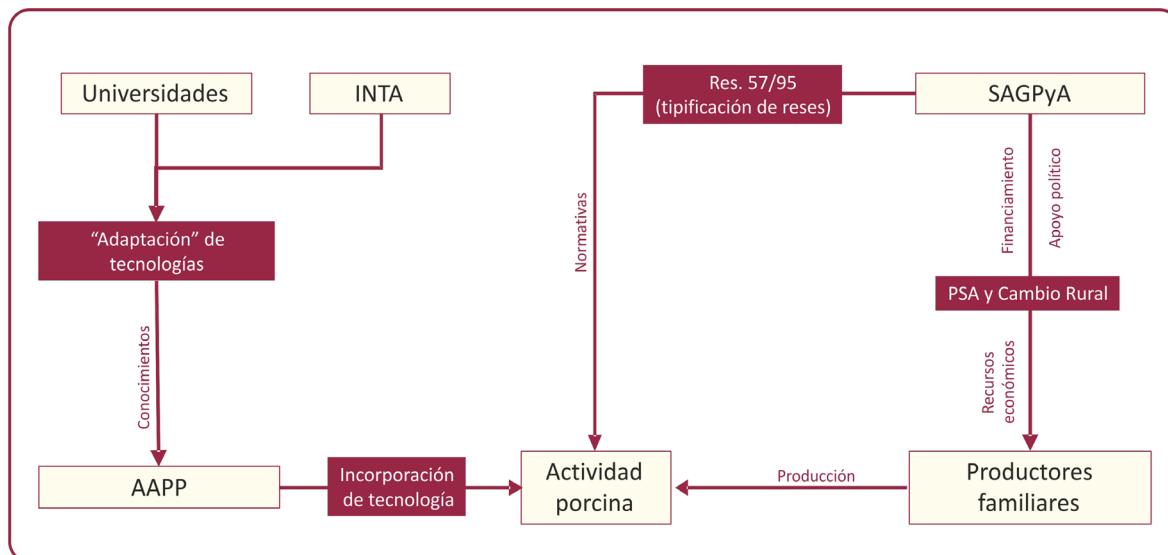 Universidades
INTA
Res. 57/95
(tipificación de reses)
SAGPyA
“Adaptación” de
tecnologías
Normativas
Financiamiento
Apoyo político
PSA y Cambio Rural
Conocimientos
Recursos
económicos
AAPP
Incorporación
de tecnología
Actividad
porcina
Producción
Productores
familiares